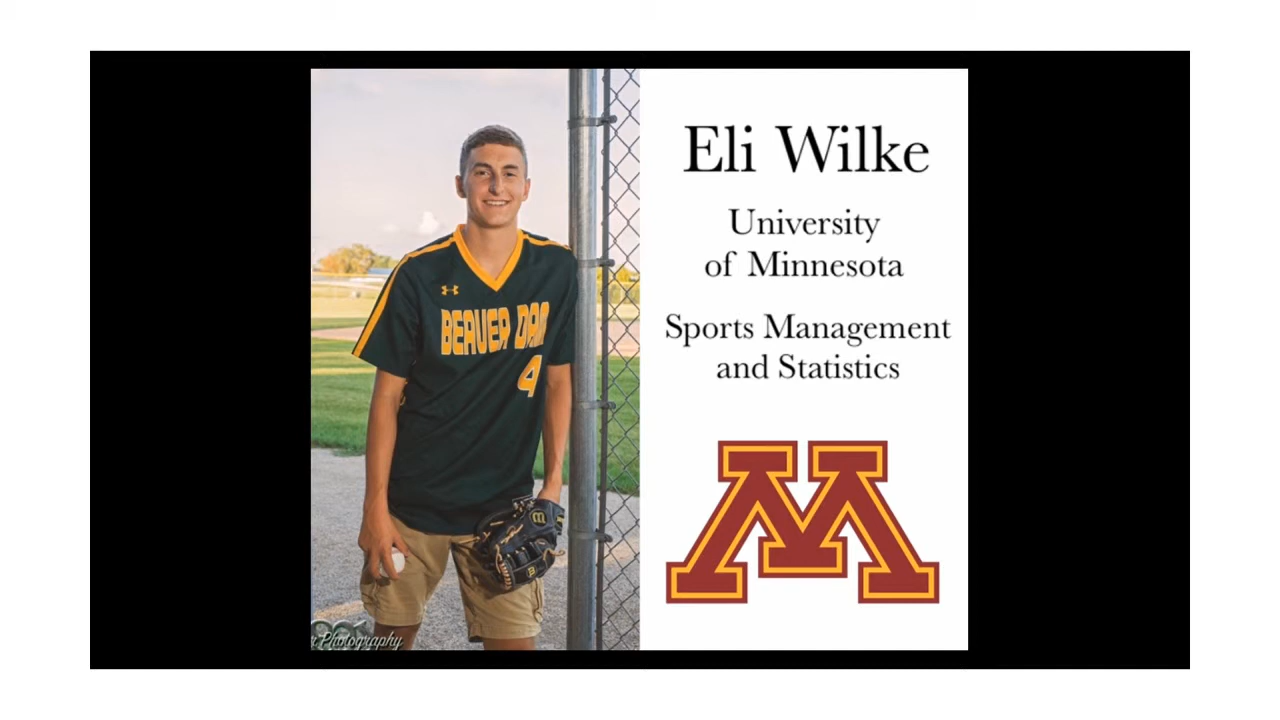 Eli Wilke
University
of Minnesota
Sports Management
and Statistics
M
BEAVER DAM
4
r Photography